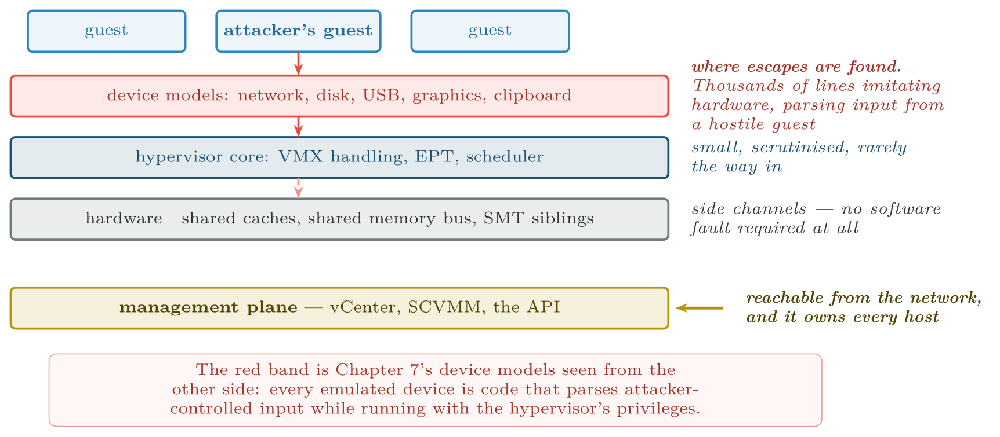 guest
attacker's guest
guest
device models: network, disk, USB, graphics, clipboard
where escapes are found.
Thousands of lines imitating
hardware, parsing input from
a hostile guest
hypervisor core: VMX handling, EPT, scheduler
small, scrutinised, rarely
the way in
hardware shared caches, shared memory bus, SMT siblings
side channels — no software
fault required at all
management plane — vCenter, SCVMM, the API
reachable from the network,
and it owns every host
The red band is Chapter 7's device models seen from the
other side: every emulated device is code that parses attacker-
controlled input while running with the hypervisor's privileges.